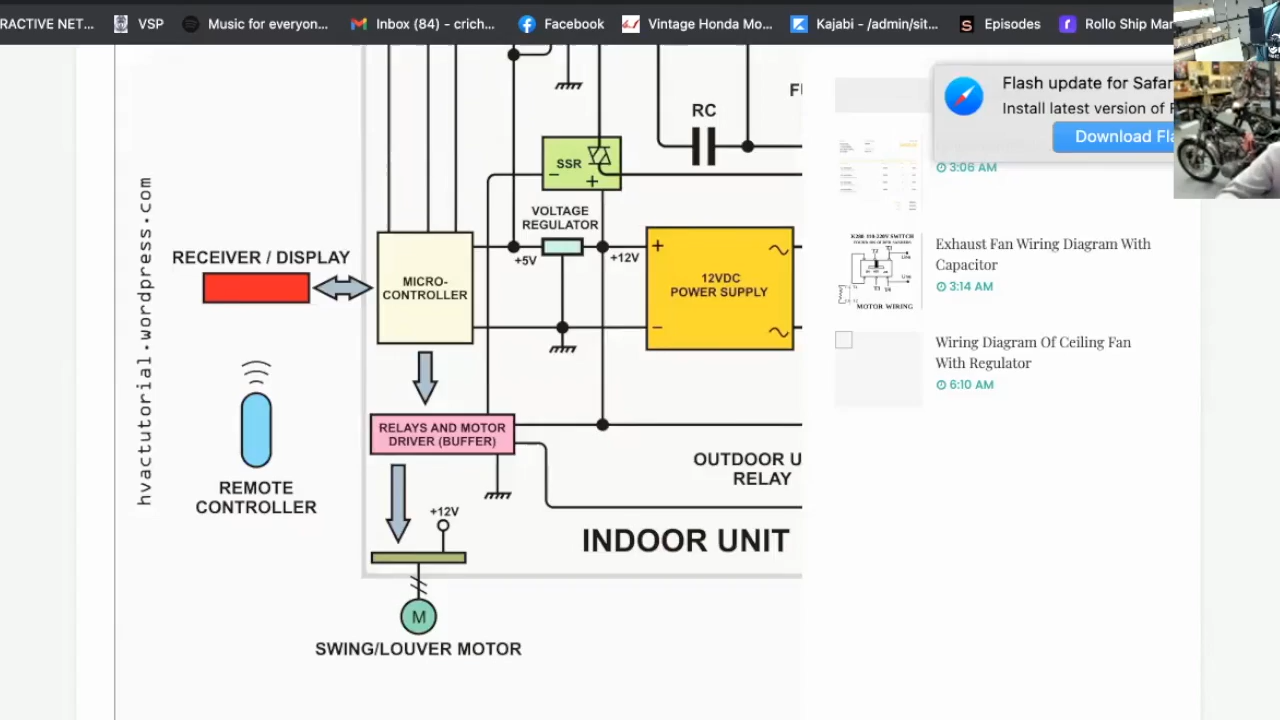 RACTIVE NET...
VSP
Music for everyon...
Inbox (84) – crich...
Facebook
Vintage Honda Mo...
Kajabi - /admin/sit...
Episodes
Rollo Ship Mar
Flash update for Safar
Install latest version of F
Download Fla
3:06 AM
Exhaust Fan Wiring Diagram With
Capacitor
3:14 AM
MOTOR WIRING
Wiring Diagram Of Ceiling Fan
With Regulator
6:10 AM
RC
SSR
−
+
VOLTAGE
REGULATOR
+5V
+12V
+
12VDC
POWER SUPPLY
−
RECEIVER / DISPLAY
MICRO-
CONTROLLER
hvactutorial.wordpress.com
REMOTE
CONTROLLER
RELAYS AND MOTOR
DRIVER (BUFFER)
OUTDOOR U
RELAY
+12V
INDOOR UNIT
M
SWING/LOUVER MOTOR